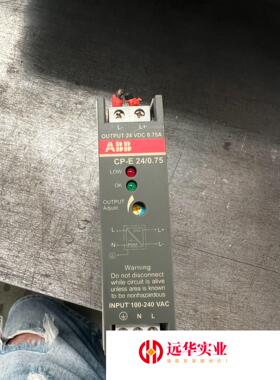 OUTPUT 24 VDC 0.75A
L- L+
ABB
CP-E 24/0.75
LOW
OK
OUTPUT
Adjust
L L+
N L-
Warning
Do not disconnect
while circuit is alive
unless area is known
to be nonhazardous
INPUT 100-240 VAC
N L
远华实业